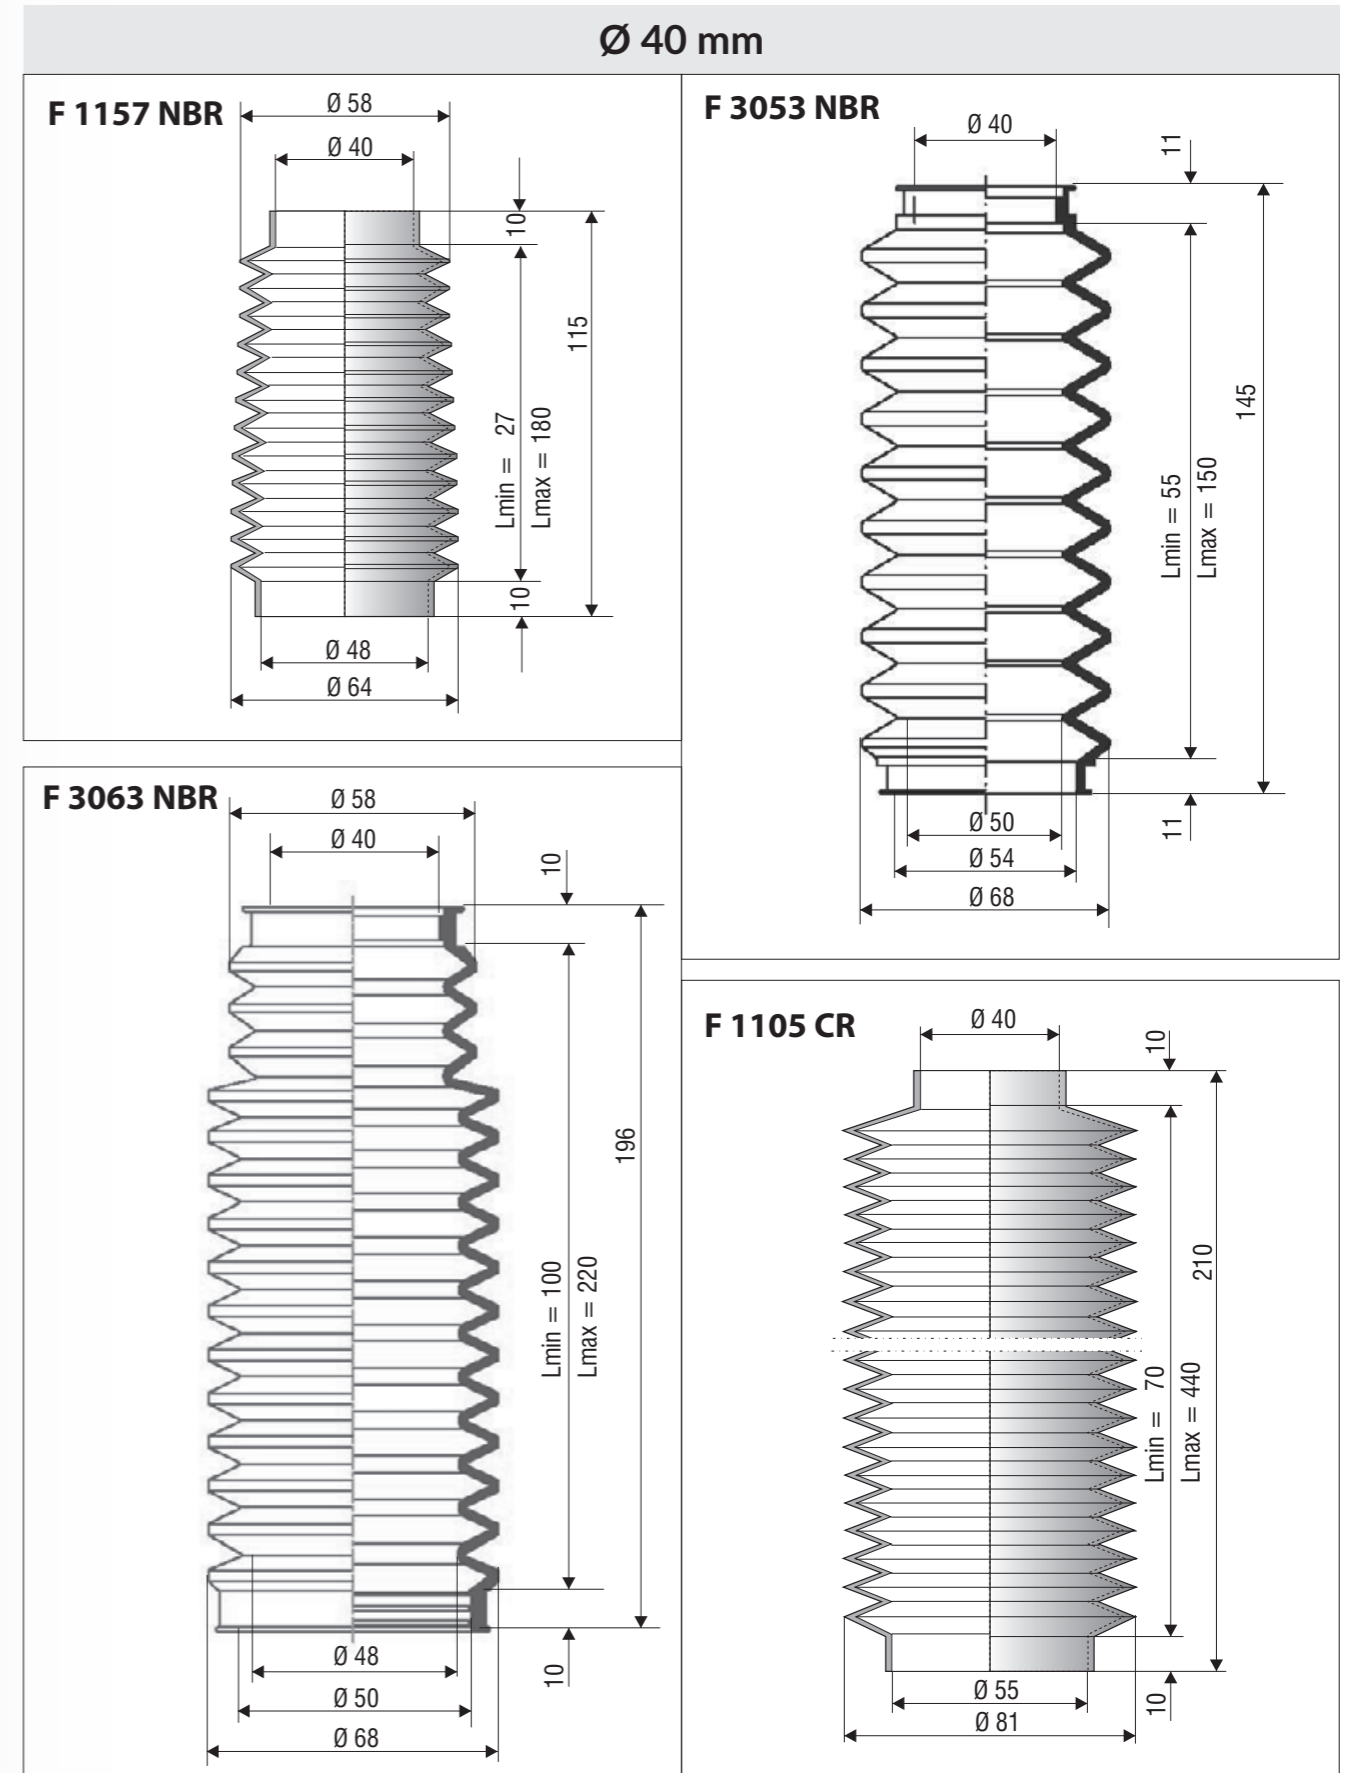 Ø 40 mm
F 1157 NBR
Ø 58
Ø 40
10
115
Lmin = 27
Lmax = 180
10
Ø 48
Ø 64
F 3053 NBR
Ø 40
11
145
Lmin = 55
Lmax = 150
Ø 50
11
Ø 54
Ø 68
F 3063 NBR
Ø 58
Ø 40
10
196
Lmin = 100
Lmax = 220
Ø 48
10
Ø 50
Ø 68
F 1105 CR
Ø 40
10
210
Lmin = 70
Lmax = 440
Ø 55
10
Ø 81